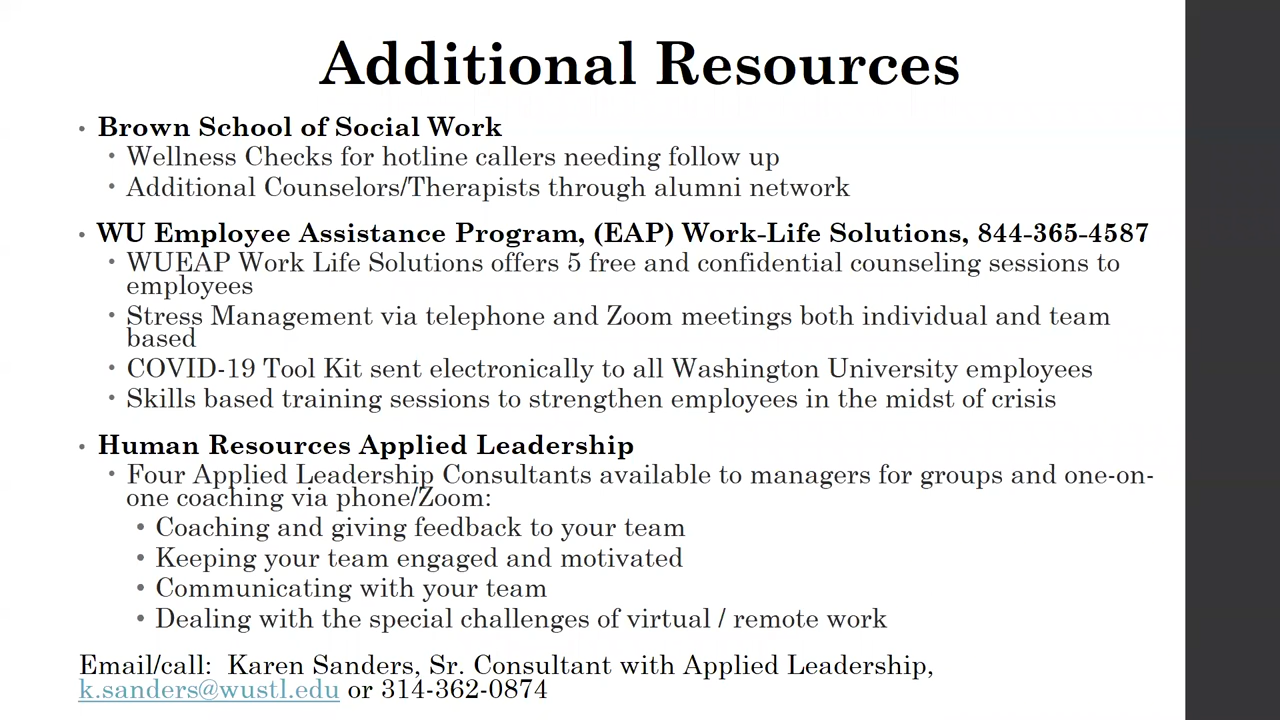 Additional Resources
• Brown School of Social Work
• Wellness Checks for hotline callers needing follow up
• Additional Counselors/Therapists through alumni network
• WU Employee Assistance Program, (EAP) Work-Life Solutions, 844-365-4587
• WUEAP Work Life Solutions offers 5 free and confidential counseling sessions to
employees
• Stress Management via telephone and Zoom meetings both individual and team
based
• COVID-19 Tool Kit sent electronically to all Washington University employees
• Skills based training sessions to strengthen employees in the midst of crisis
• Human Resources Applied Leadership
• Four Applied Leadership Consultants available to managers for groups and one-on-
one coaching via phone/Zoom:
• Coaching and giving feedback to your team
• Keeping your team engaged and motivated
• Communicating with your team
• Dealing with the special challenges of virtual / remote work
Email/call:  Karen Sanders, Sr. Consultant with Applied Leadership,
k.sanders@wustl.edu or 314-362-0874